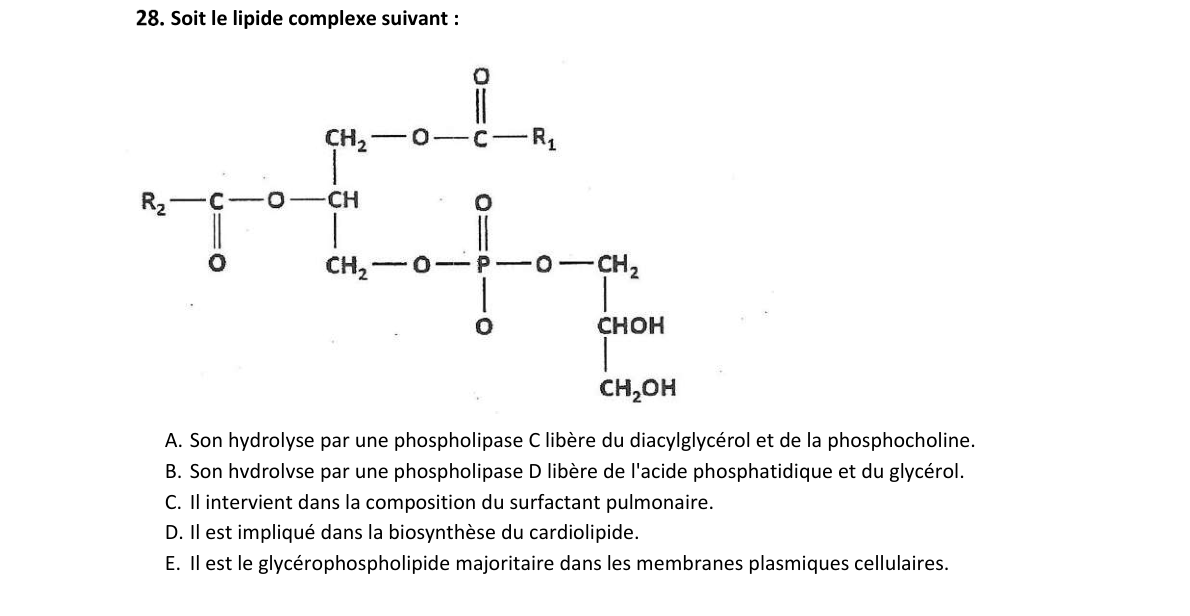 28. Soit le lipide complexe suivant :
O
CH₂—O—C—R₁
R₂—C—O—CH O
O CH₂—O—P—O—CH₂
O CHOH
CH₂OH
A. Son hydrolyse par une phospholipase C libère du diacylglycérol et de la phosphocholine.
B. Son hvdrolvse par une phospholipase D libère de l'acide phosphatidique et du glycérol.
C. Il intervient dans la composition du surfactant pulmonaire.
D. Il est impliqué dans la biosynthèse du cardiolipide.
E. Il est le glycérophospholipide majoritaire dans les membranes plasmiques cellulaires.